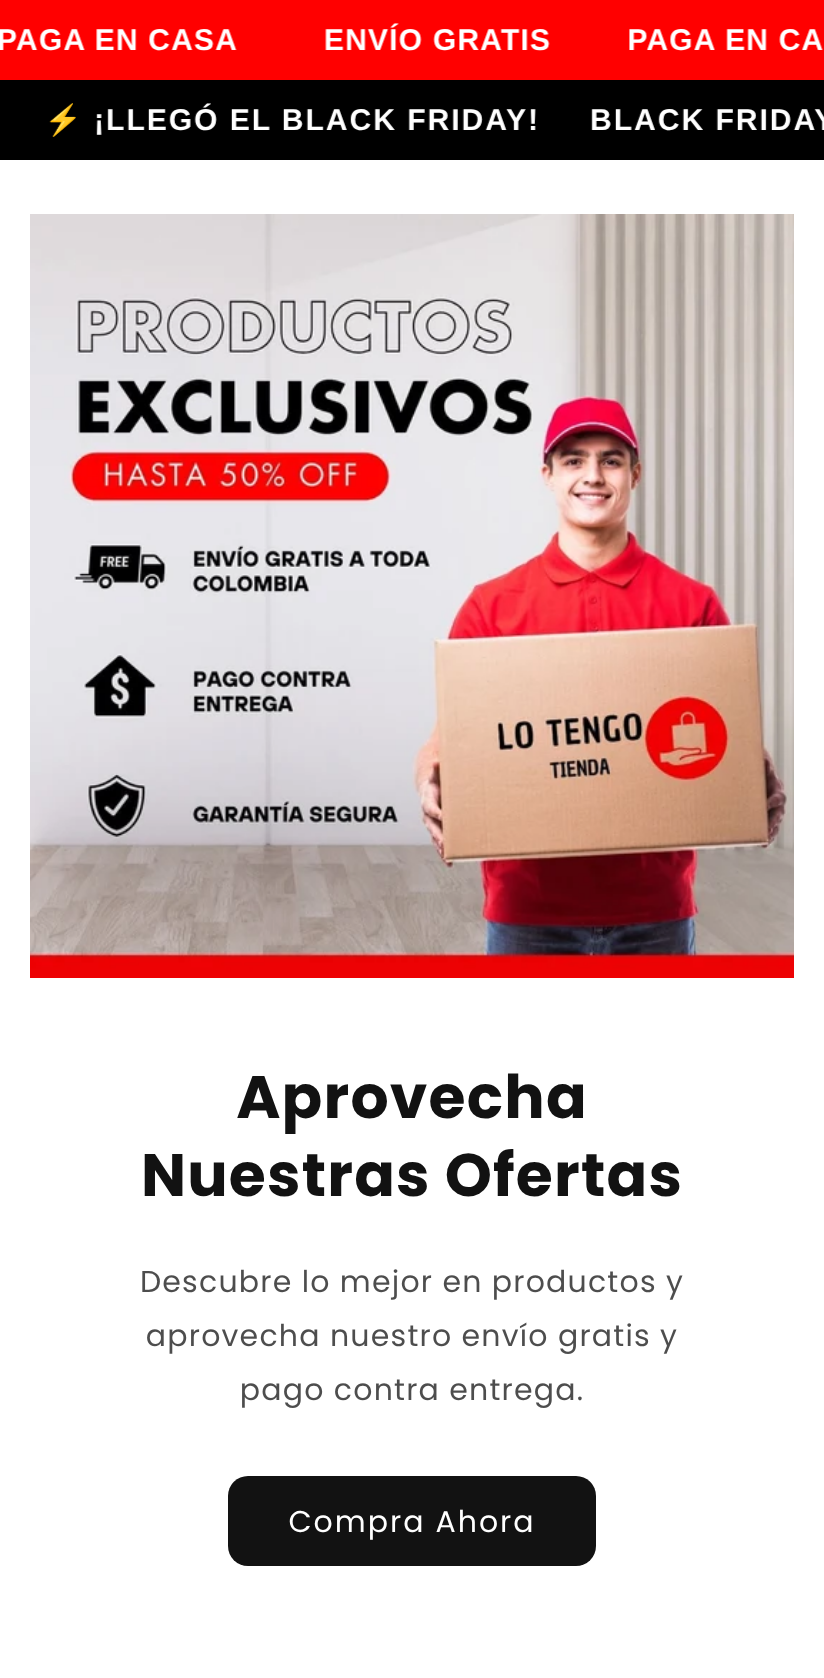 PAGA EN CASA ENVÍO GRATIS PAGA EN CA
⚡ ¡LLEGÓ EL BLACK FRIDAY! BLACK FRIDAY
PRODUCTOS
EXCLUSIVOS
HASTA 50% OFF
FREE
ENVÍO GRATIS A TODA
COLOMBIA
$
PAGO CONTRA
ENTREGA
LO TENGO
TIENDA
GARANTÍA SEGURA
Aprovecha
Nuestras Ofertas
Descubre lo mejor en productos y
aprovecha nuestro envío gratis y
pago contra entrega.
Compra Ahora